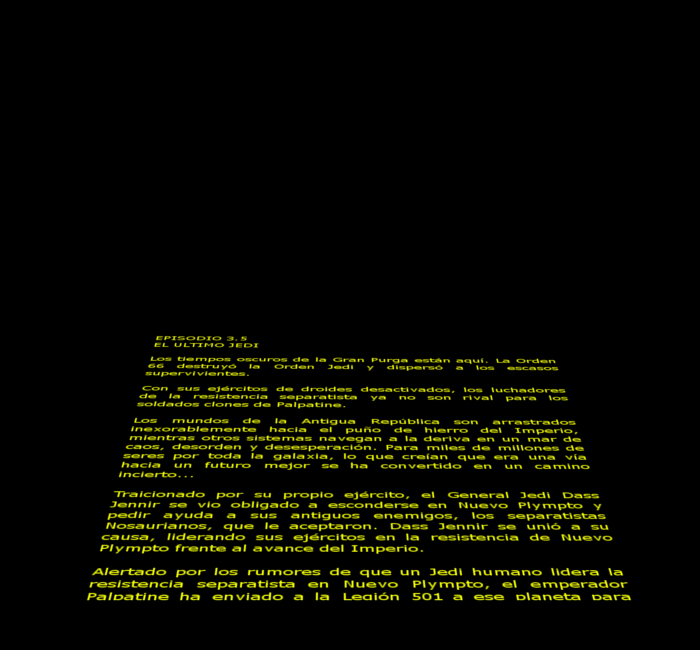 EPISODIO 3.5
EL ULTIMO JEDI
Los tiempos oscuros de la Gran Purga están aquí. La Orden
66 destruyó la Orden Jedi y dispersó a los escasos
supervivientes.
Con sus ejércitos de droides desactivados, los luchadores
de la resistencia separatista ya no son rival para los
soldados clones de Palpatine.
Los mundos de la Antigua República son arrastrados
inexorablemente hacia el puño de hierro del Imperio,
mientras otros sistemas navegan a la deriva en un mar de
caos, desorden y desesperación. Para miles de millones de
seres por toda la galaxia, lo que creían que era una vía
hacia un futuro mejor se ha convertido en un camino
incierto...
Traicionado por su propio ejército, el General Jedi Dass
Jennir se vio obligado a esconderse en Nuevo Plympto y
pedir ayuda a sus antiguos enemigos, los separatistas
Nosaurianos, que le aceptaron. Dass Jennir se unió a su
causa, liderando sus ejércitos en la resistencia de Nuevo
Plympto frente al avance del Imperio.
Alertado por los rumores de que un Jedi humano lidera la
resistencia separatista en Nuevo Plympto, el emperador
Palpatine ha enviado a la Legión 501 a ese planeta para